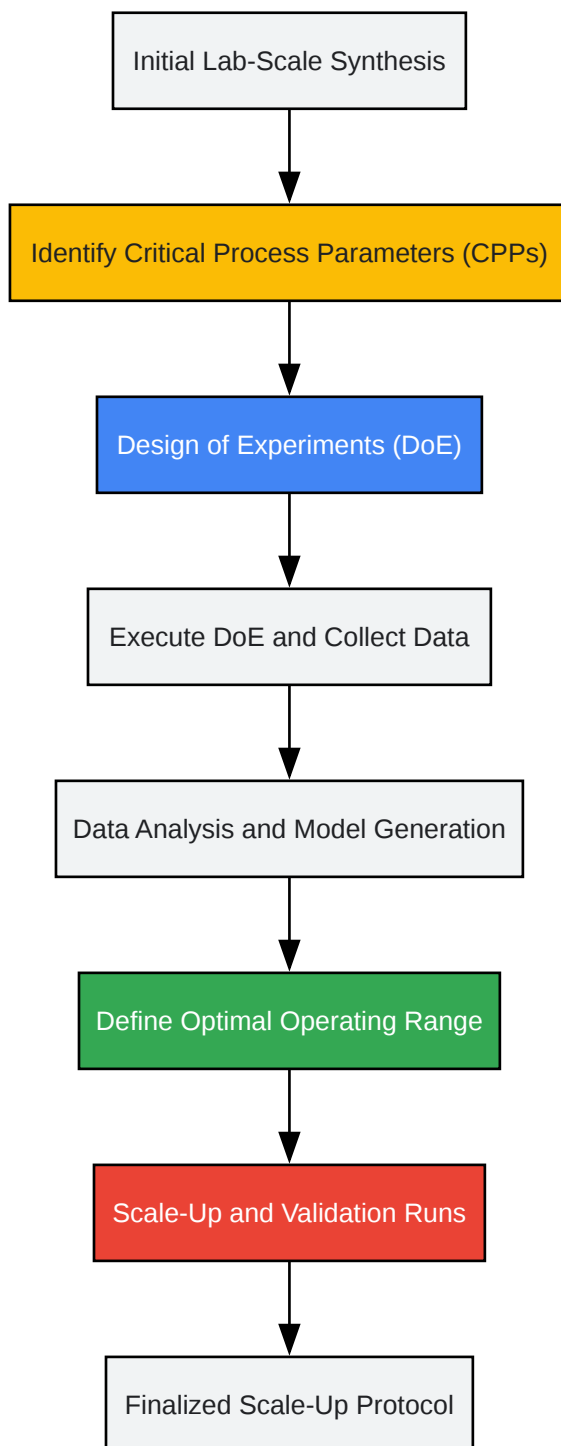 Initial Lab-Scale Synthesis
Identify Critical Process Parameters (CPPs)
Design of Experiments (DoE)
Execute DoE and Collect Data
Data Analysis and Model Generation
Define Optimal Operating Range
Scale-Up and Validation Runs
Finalized Scale-Up Protocol